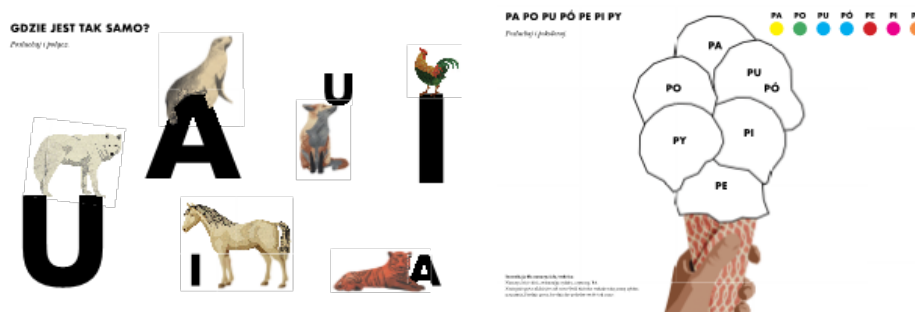 GDZIE JEST TAK SAMO?
Posłuchaj i połącz.
U
A
U
I
I
A
PA PO PU PÓ PE PI PY
Posłuchaj i pokoloruj.
PA PO PU PÓ PE PI
PA
PU
PÓ
PO
PY
PI
PE